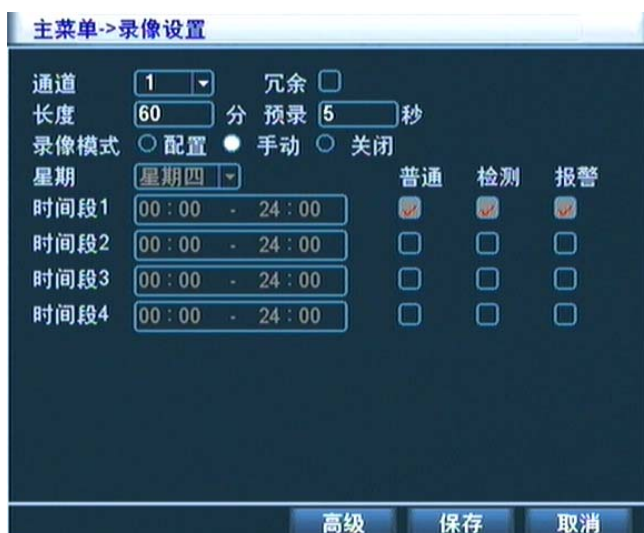 主菜单->录像设置
通道 1 冗余
长度 60 分 预录 5 秒
录像模式 配置 手动 关闭
星期 星期四 普通 检测 报警
时间段1 00:00 - 24:00
时间段2 00:00 - 24:00
时间段3 00:00 - 24:00
时间段4 00:00 - 24:00
高级 保存 取消